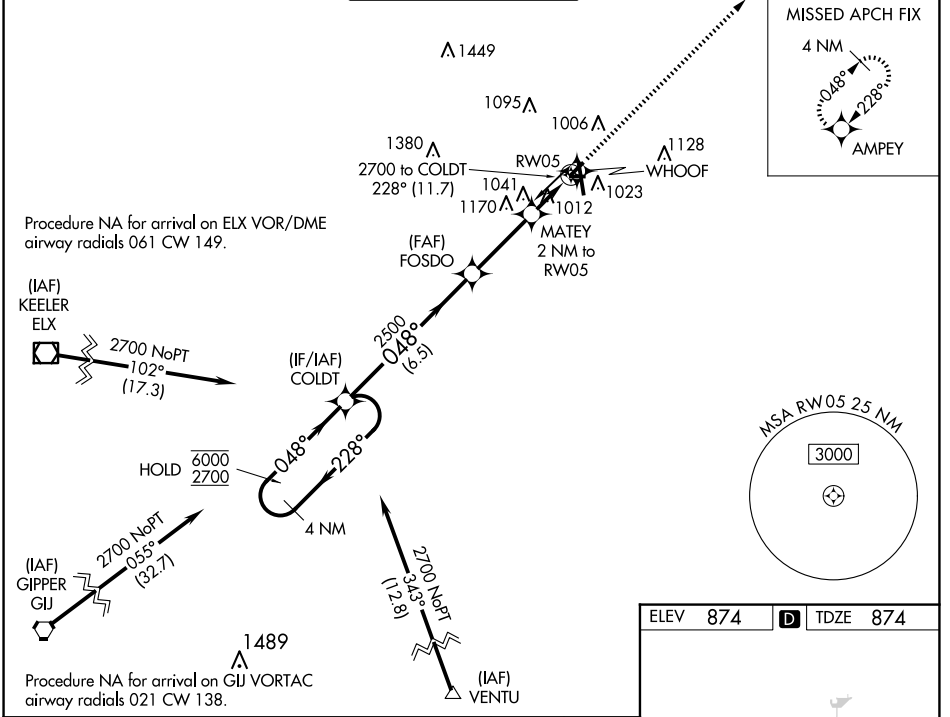 MISSED APCH FIX
4 NM
048°
228°
AMPEY
1449
1095
1006
1380
2700 to COLDT
228° (11.7)
RW05
1128
WHOOF
1041
1023
1170
1012
MATEY
2 NM to
RW05
Procedure NA for arrival on ELX VOR/DME
airway radials 061 CW 149.
(FAF)
FOSDO
(IAF)
KEELER
ELX
2700 NoPT
102°
(17.3)
2500
048°
(6.5)
(IF/IAF)
COLDT
MSA RW05 25 NM
3000
048°
228°
HOLD
6000
2700
4 NM
2700 NoPT
055°
(32.7)
(IAF)
GIPPER
GIJ
2700 NoPT
343°
(12.8)
1489
(IAF)
VENTU
Procedure NA for arrival on GIJ VORTAC
airway radials 021 CW 138.
ELEV 874 D TDZE 874